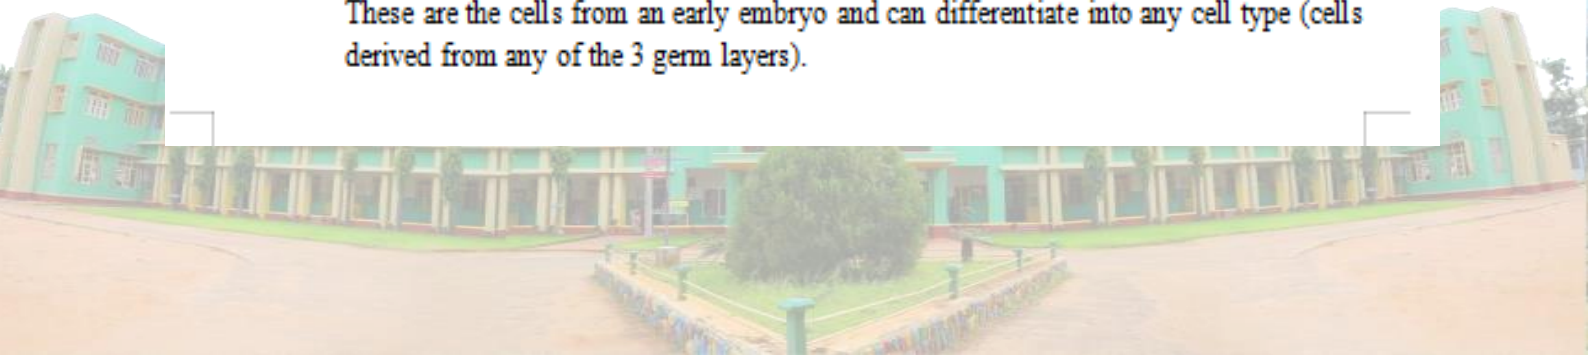 These are the cells from an early embryo and can differentiate into any cell type (cells
derived from any of the 3 germ layers).